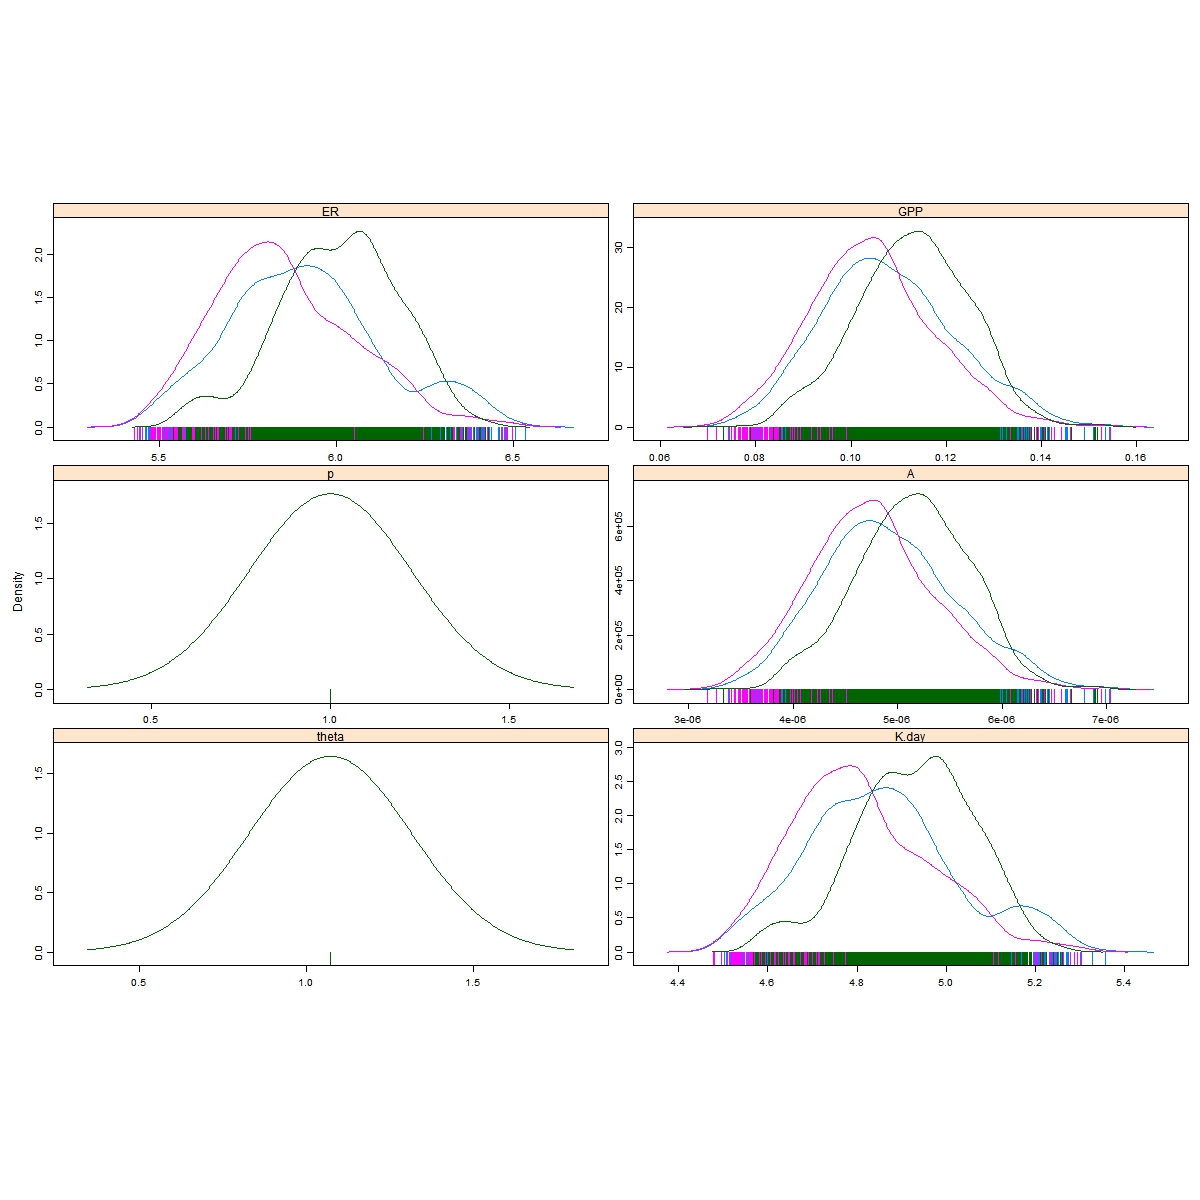 ER
0.0 0.5 1.0 1.5 2.0
5.5 6.0 6.5
GPP
0 10 20 30
0.06 0.08 0.10 0.12 0.14 0.16
p
0.0 0.5 1.0 1.5
0.5 1.0 1.5
A
0e+00 2e+05 4e+05 6e+05
3e-06 4e-06 5e-06 6e-06 7e-06
Density
theta
0.0 0.5 1.0 1.5
0.5 1.0 1.5
K.day
0.0 0.5 1.0 1.5 2.0 2.5 3.0
4.4 4.6 4.8 5.0 5.2 5.4